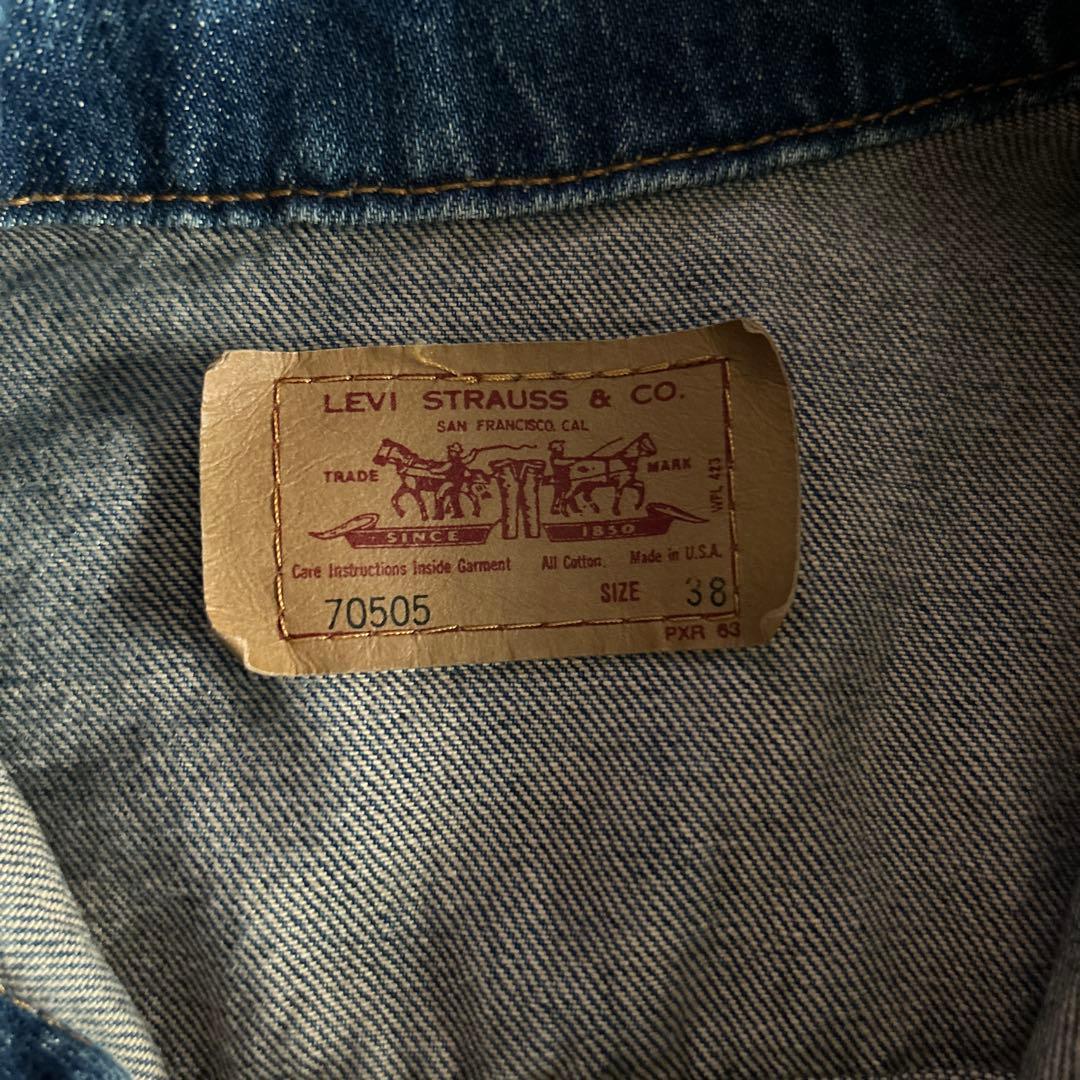 LEVI STRAUSS & CO.
SAN FRANCISCO, CAL
TRADE MARK
WPL 423
SINCE 1850
Care Instructions Inside Garment All Cotton. Made in U.S.A.
70505 SIZE 38
PXR 63